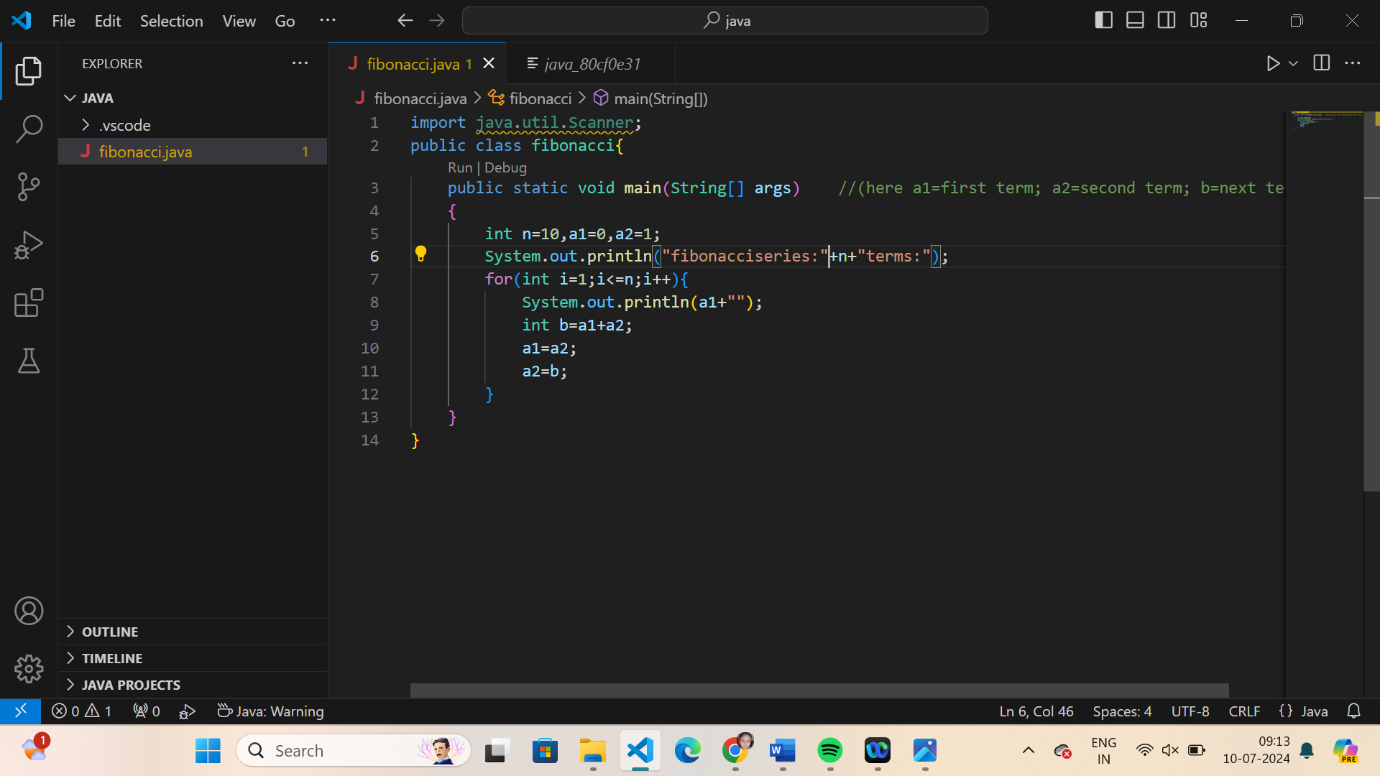 File Edit Selection View Go ··· java
EXPLORER ···
fibonacci.java 1
java_80cf0e31
JAVA
fibonacci.java > fibonacci > main(String[])
.vscode
fibonacci.java 1
1 import java.util.Scanner;
2 public class fibonacci{
Run | Debug
3 public static void main(String[] args) //(here a1=first term; a2=second term; b=next te
4 {
5 int n=10,a1=0,a2=1;
6 System.out.println("fibonacciseries:"+n+"terms:");
7 for(int i=1;i<=n;i++){
8 System.out.println(a1+"");
9 int b=a1+a2;
10 a1=a2;
11 a2=b;
12 }
13 }
14 }
OUTLINE
TIMELINE
JAVA PROJECTS
0 1 0 Java: Warning Ln 6, Col 46 Spaces: 4 UTF-8 CRLF {} Java
1 Search W ENG IN 09:13 10-07-2024 PRE